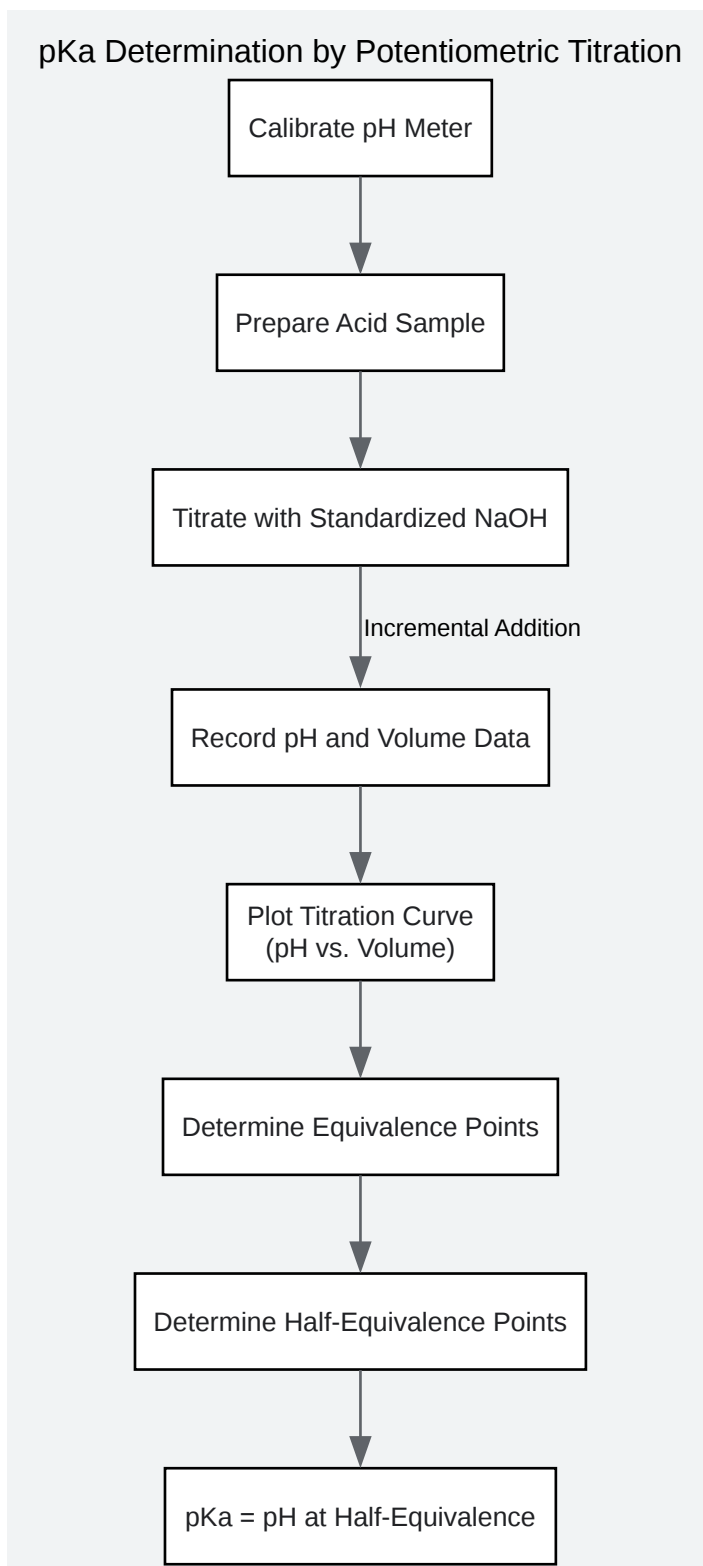 pKa Determination by Potentiometric Titration
Calibrate pH Meter
Prepare Acid Sample
Titrate with Standardized NaOH
Incremental Addition
Record pH and Volume Data
Plot Titration Curve
(pH vs. Volume)
Determine Equivalence Points
Determine Half-Equivalence Points
pKa = pH at Half-Equivalence